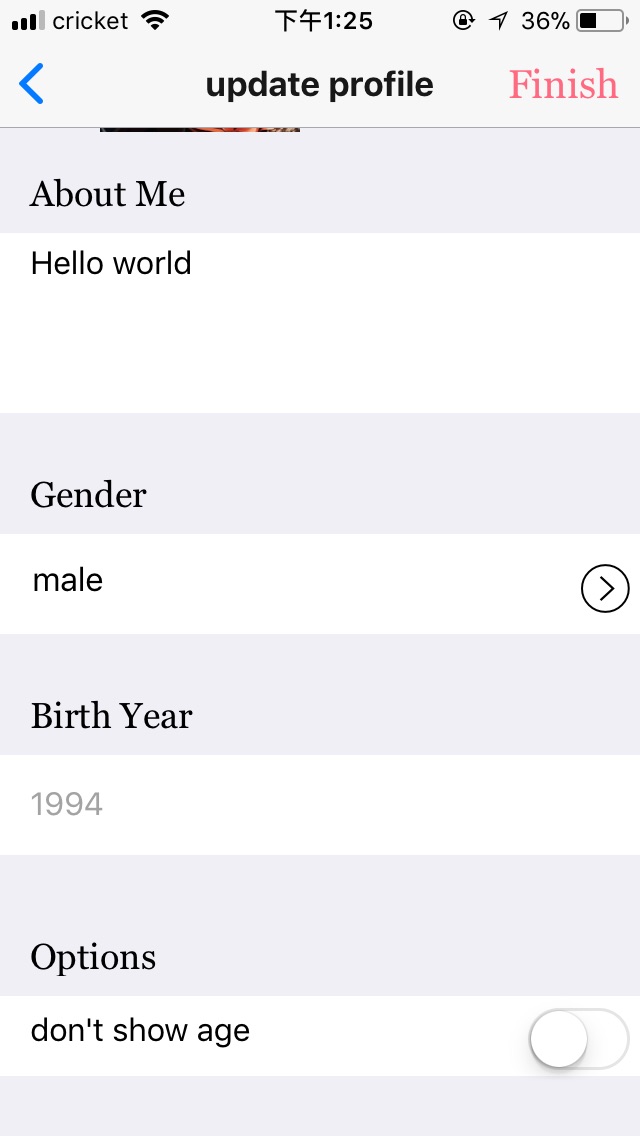 cricket 下午1:25 36%
update profile Finish
About Me
Hello world
Gender
male
Birth Year
1994
Options
don't show age